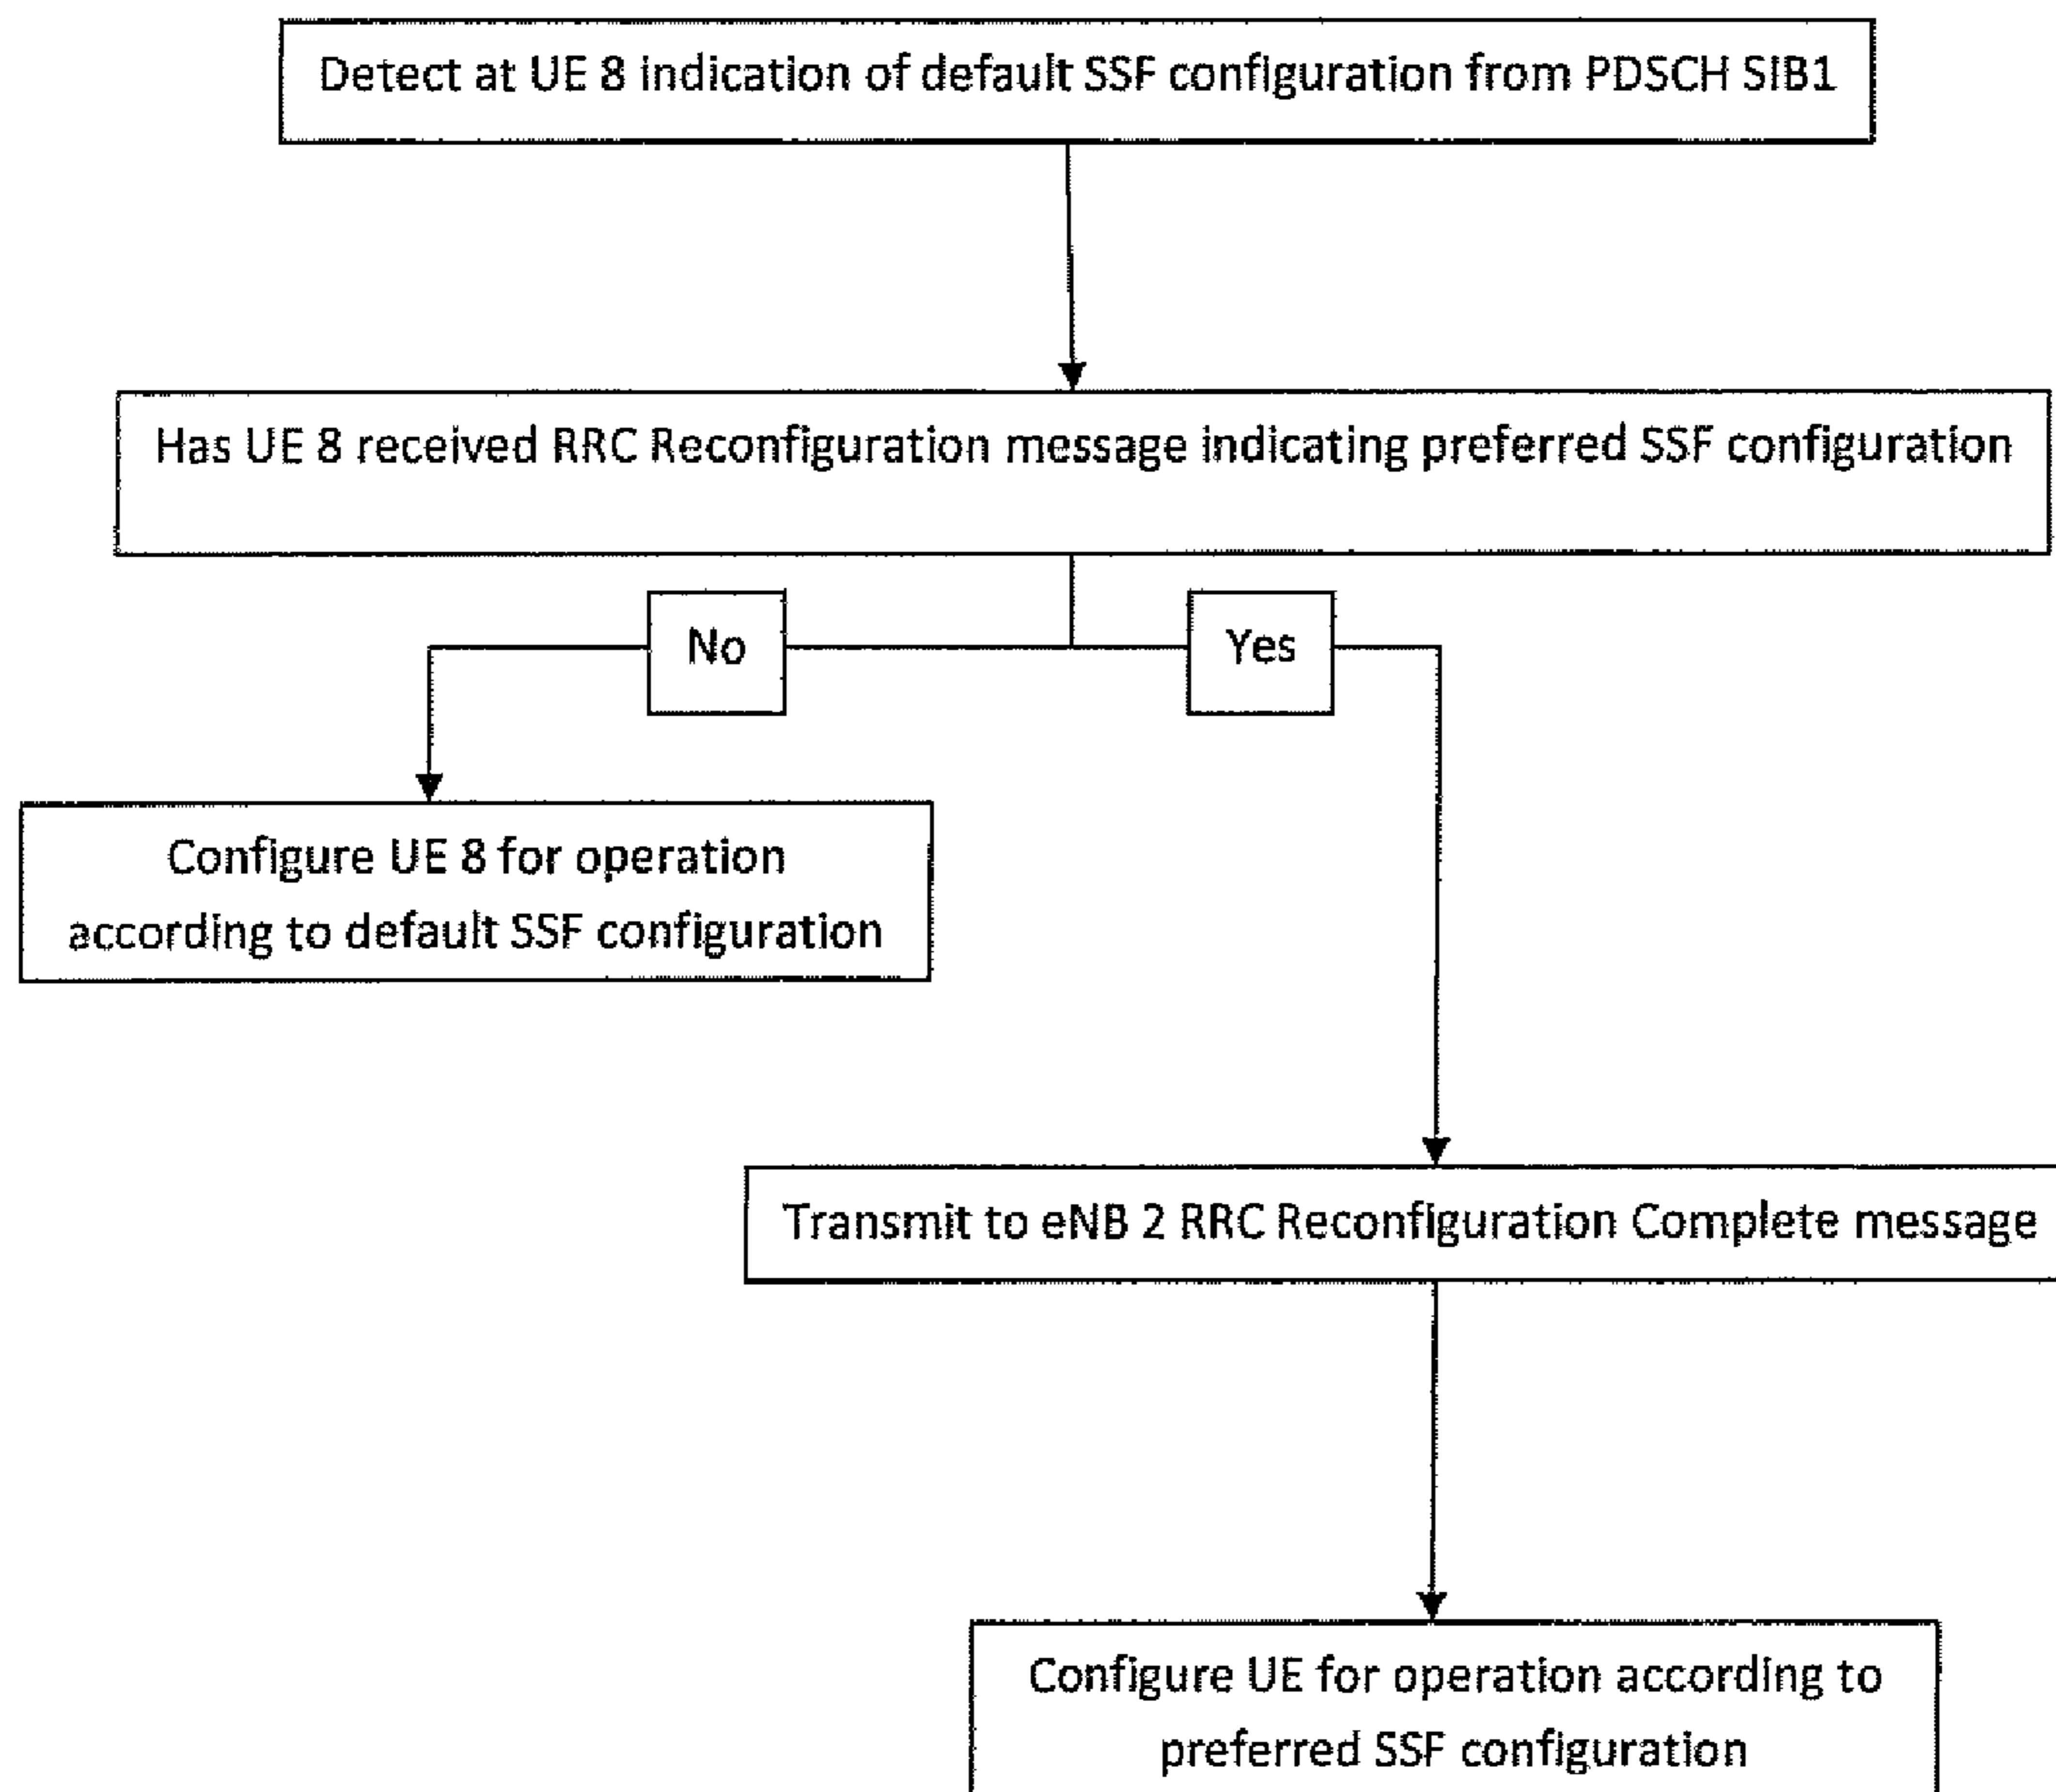 Detect at UE 8 indication of default SSF configuration from PDSCH SIB1
Has UE 8 received RRC Reconfiguration message indicating preferred SSF configuration
No
Yes
Configure UE 8 for operation
according to default SSF configuration
Transmit to eNB 2 RRC Reconfiguration Complete message
Configure UE for operation according to
preferred SSF configuration